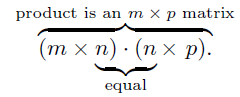 product is an m × p matrix
(m × n) · (n × p).
equal